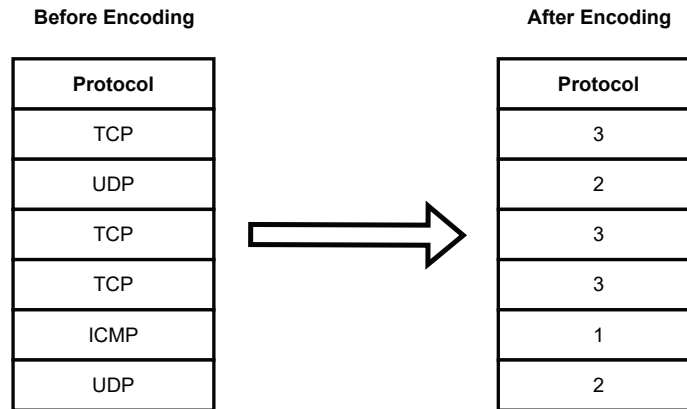 Before Encoding After Encoding
Protocol Protocol
TCP 3
UDP 2
TCP 3
TCP 3
ICMP 1
UDP 2